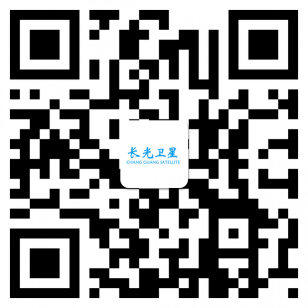 长光卫星
CHANG GUANG SATELLITE